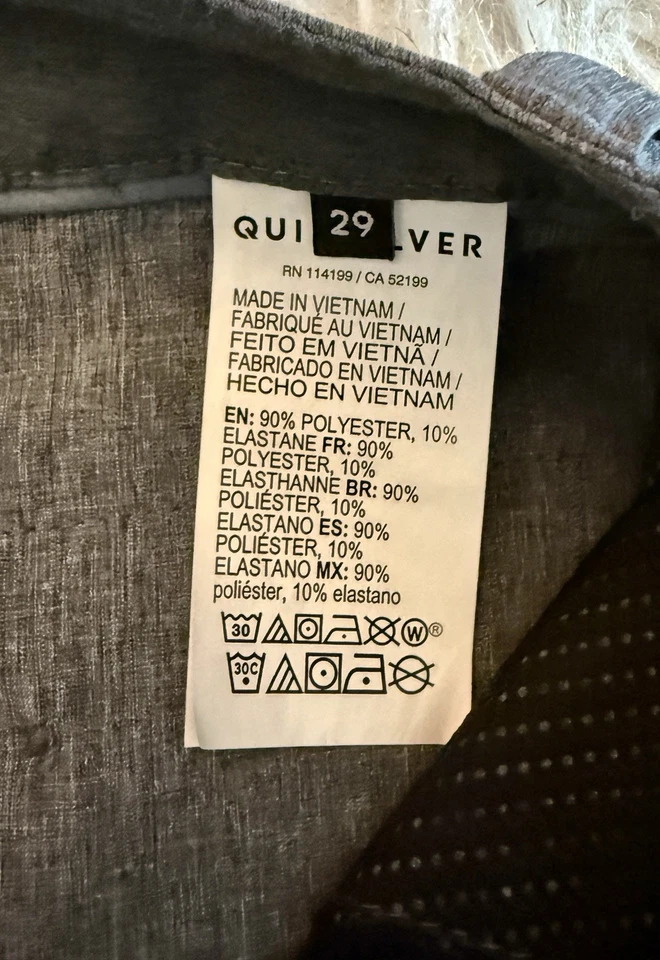 29
QUI LVER
RN 114199 / CA 52199
MADE IN VIETNAM /
FABRIQUÉ AU VIETNAM /
FEITO EM VIETNÃ /
FABRICADO EN VIETNAM /
HECHO EN VIETNAM
EN: 90% POLYESTER, 10%
ELASTANE FR: 90%
POLYESTER, 10%
ELASTHANNE BR: 90%
POLIÉSTER, 10%
ELASTANO ES: 90%
POLIÉSTER, 10%
ELASTANO MX: 90%
poliéster, 10% elastano
30 W®
30C